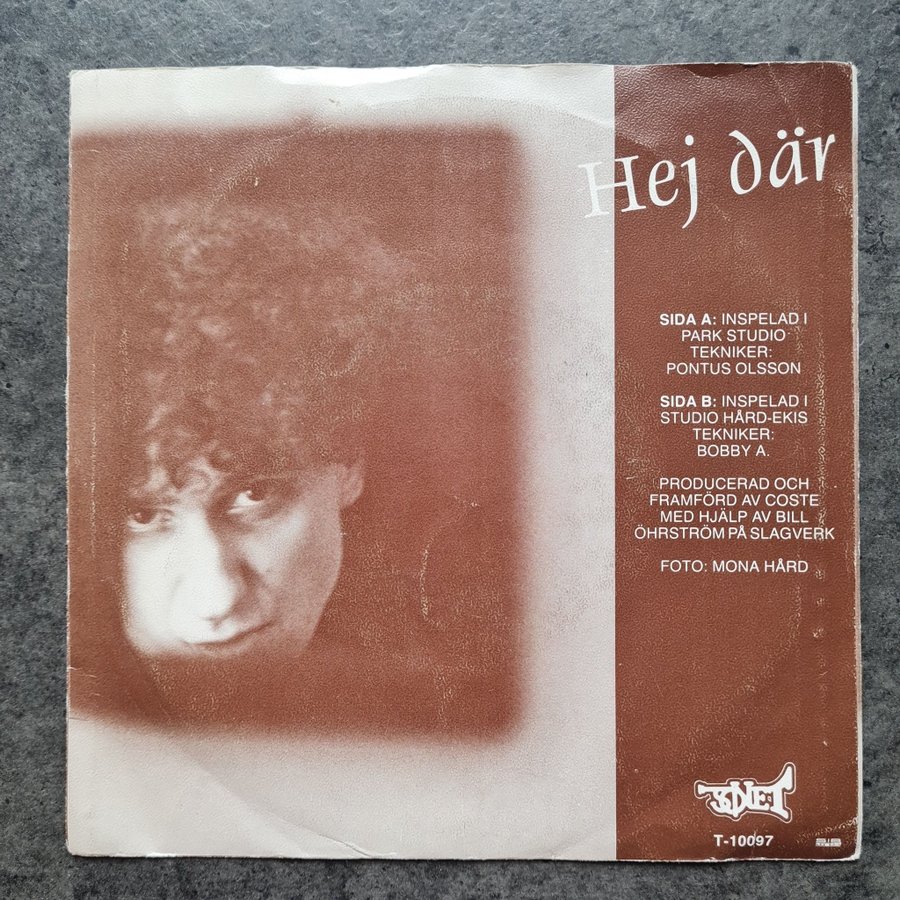 Hej där
SIDA A: INSPELAD I
PARK STUDIO
TEKNIKER:
PONTUS OLSSON
SIDA B: INSPELAD I
STUDIO HÅRD-EKIS
TEKNIKER:
BOBBY A.
PRODUCERAD OCH
FRAMFÖRD AV COSTE
MED HJÄLP AV BILL
ÖHRSTRÖM PÅ SLAGVERK
FOTO: MONA HÅRD
T-10097